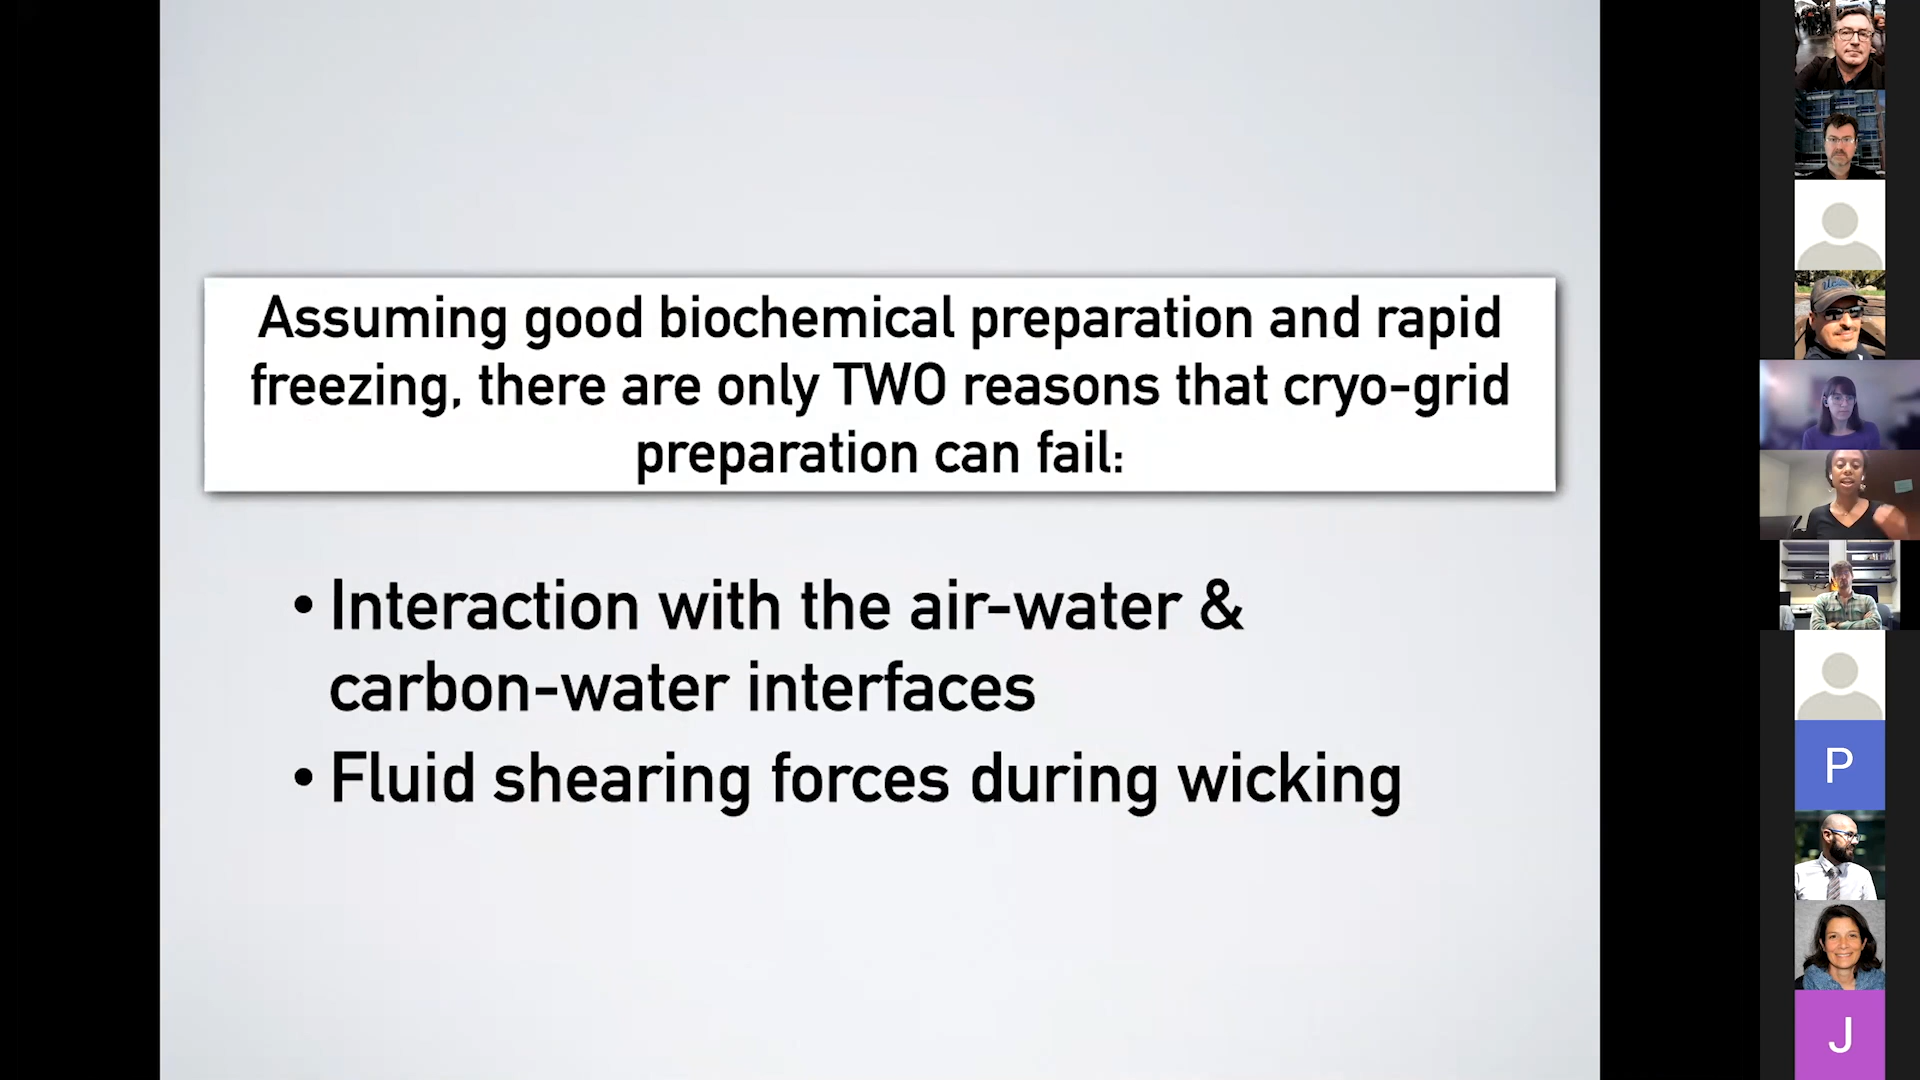 Assuming good biochemical preparation and rapid
freezing, there are only TWO reasons that cryo-grid
preparation can fail:
• Interaction with the air-water &
carbon-water interfaces
• Fluid shearing forces during wicking
P
J